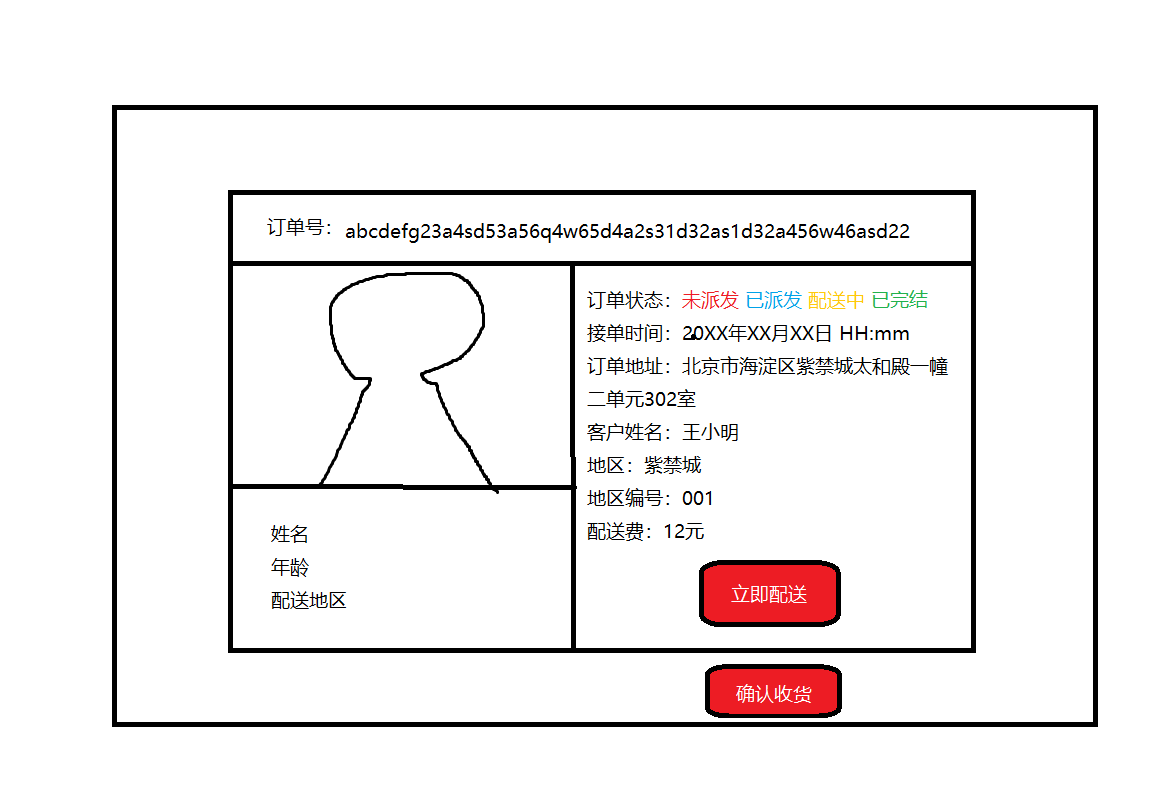 订单号： abcdefg23a4sd53a56q4w65d4a2s31d32as1d32a456w46asd22
订单状态：未派发 已派发 配送中 已完结
接单时间：20XX年XX月XX日 HH:mm
订单地址：北京市海淀区紫禁城太和殿一幢
二单元302室
客户姓名：王小明
地区：紫禁城
地区编号：001
配送费：12元
姓名
年龄
配送地区
立即配送
确认收货